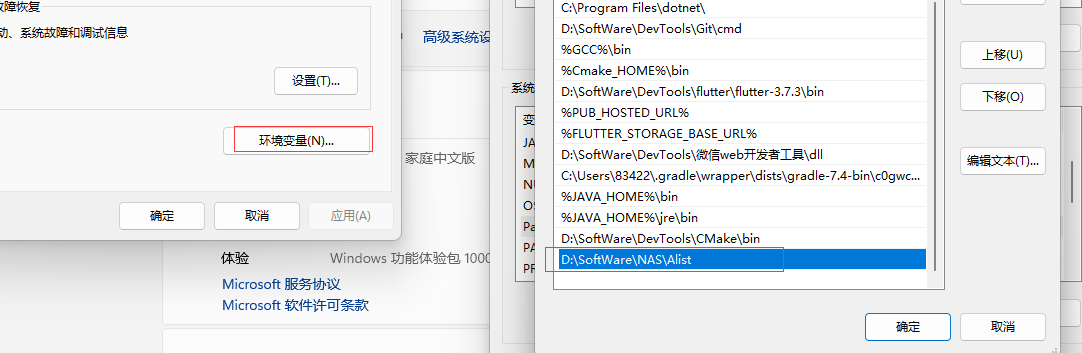 故障恢复
动、系统故障和调试信息
设置(T)...
环境变量(N)...
确定
取消
应用(A)
高级系统设
家庭中文版
体验
Windows 功能体验包 1000
Microsoft 服务协议
Microsoft 软件许可条款
系统
变
JA
M
NU
OS
Pa
PA
PR
C:\Program Files\dotnet\
D:\SoftWare\DevTools\Git\cmd
%GCC%\bin
%Cmake_HOME%\bin
D:\SoftWare\DevTools\flutter\flutter-3.7.3\bin
%PUB_HOSTED_URL%
%FLUTTER_STORAGE_BASE_URL%
D:\SoftWare\DevTools\微信web开发者工具\dll
C:\Users\83422\.gradle\wrapper\dists\gradle-7.4-bin\c0gwc...
%JAVA_HOME%\bin
%JAVA_HOME%\jre\bin
D:\SoftWare\DevTools\CMake\bin
D:\SoftWare\NAS\Alist
上移(U)
下移(O)
编辑文本(T)...
确定
取消